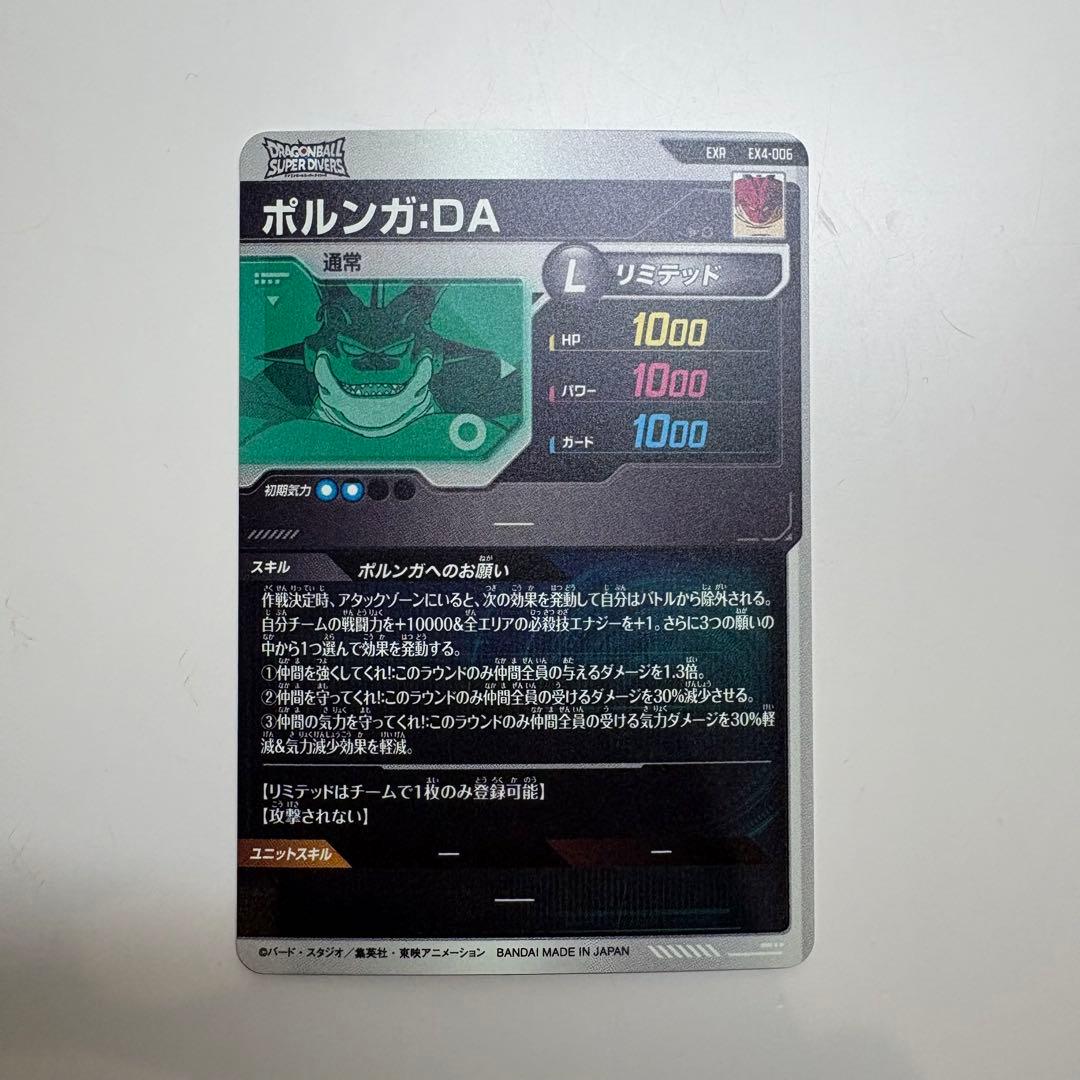 DRAGONBALL
SUPER DIVERS
EXR EX4-006
ポルンガ:DA
通常
L リミテッド
HP 1000
パワー 1000
ガード 1000
初期気力
スキル ポルンガへのお願い
作戦決定時、アタックゾーンにいると、次の効果を発動して自分はバトルから除外される。
自分チームの戦闘力を+10000&全エリアの必殺技エナジーを+1。さらに3つの願いの
中から1つ選んで効果を発動する。
①仲間を強くしてくれ!:このラウンドのみ仲間全員の与えるダメージを1.3倍。
②仲間を守ってくれ!:このラウンドのみ仲間全員の受けるダメージを30%減少させる。
③仲間の気力を守ってくれ!:このラウンドのみ仲間全員の受ける気力ダメージを30%軽
減&気力減少効果を軽減。
【リミテッドはチームで1枚のみ登録可能】
【攻撃されない】
ユニットスキル — —
—
©バード・スタジオ/集英社・東映アニメーション BANDAI MADE IN JAPAN